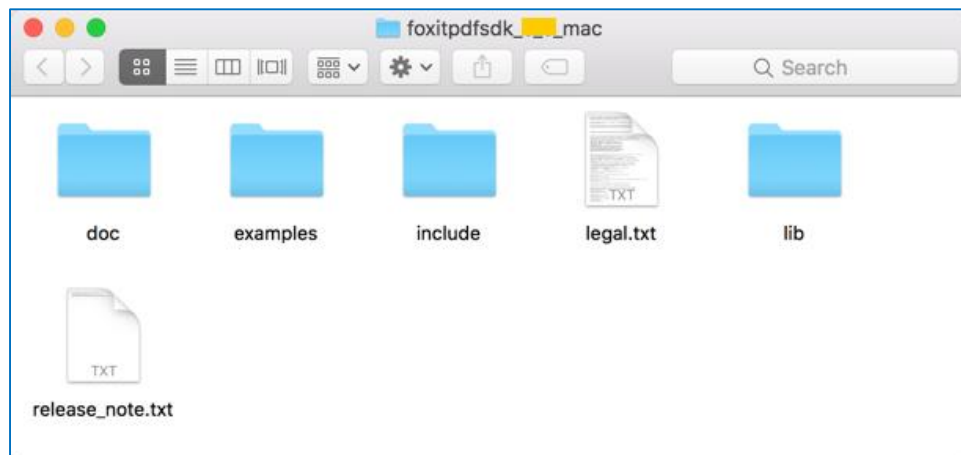 foxitpdfsdk_ _mac
Search
TXT
doc
examples
include
legal.txt
lib
TXT
release_note.txt